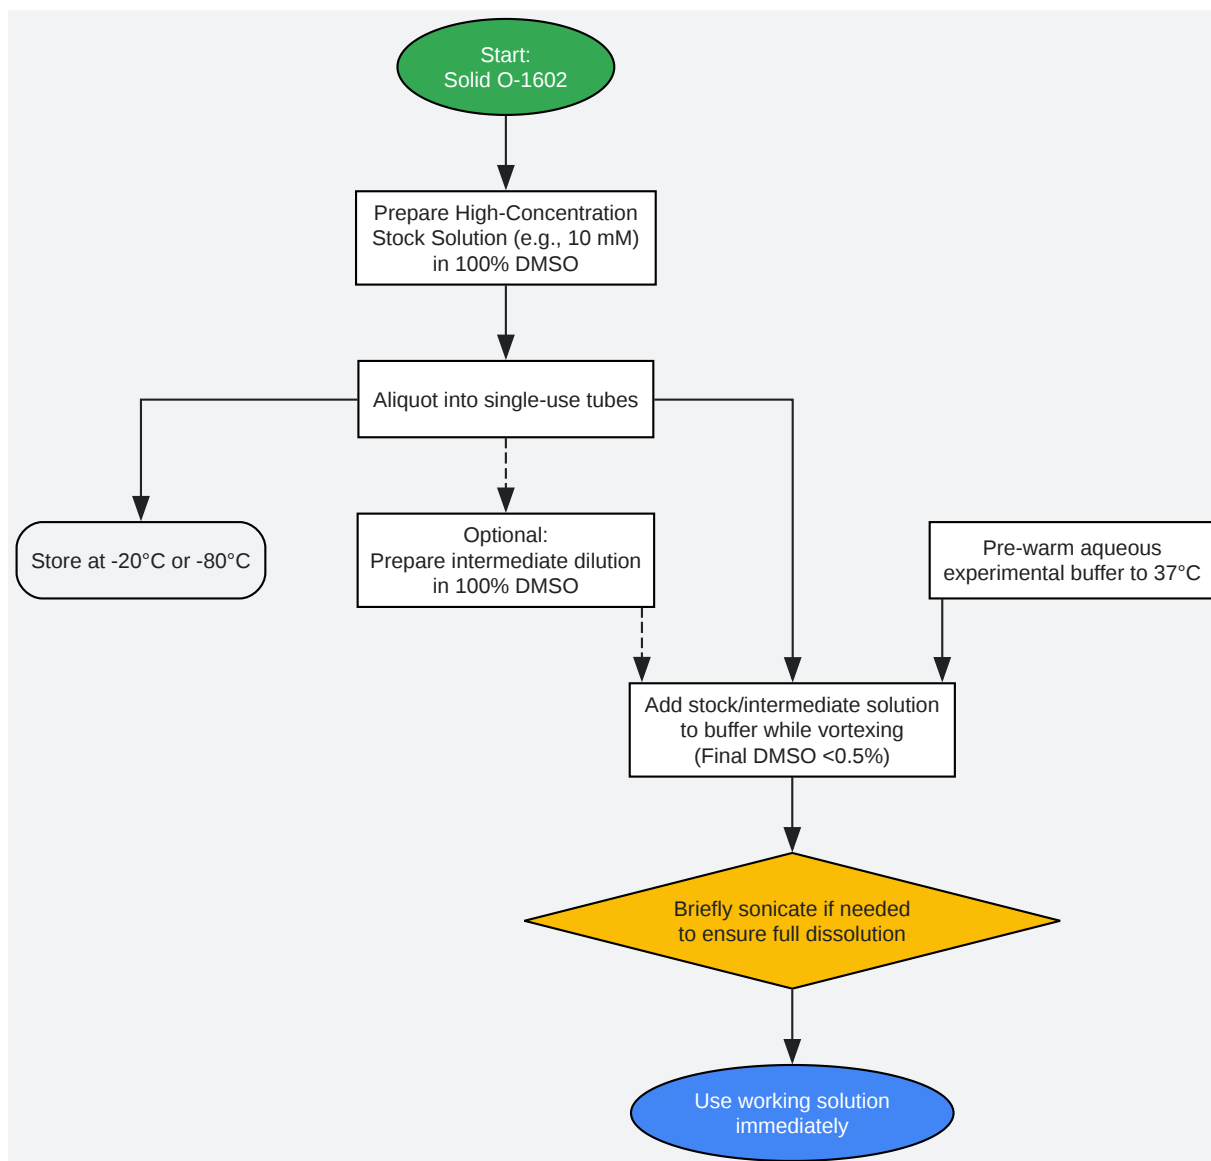 Start:
Solid O-1602
Prepare High-Concentration
Stock Solution (e.g., 10 mM)
in 100% DMSO
Aliquot into single-use tubes
Store at -20°C or -80°C
Optional:
Prepare intermediate dilution
in 100% DMSO
Pre-warm aqueous
experimental buffer to 37°C
Add stock/intermediate solution
to buffer while vortexing
(Final DMSO <0.5%)
Briefly sonicate if needed
to ensure full dissolution
Use working solution
immediately